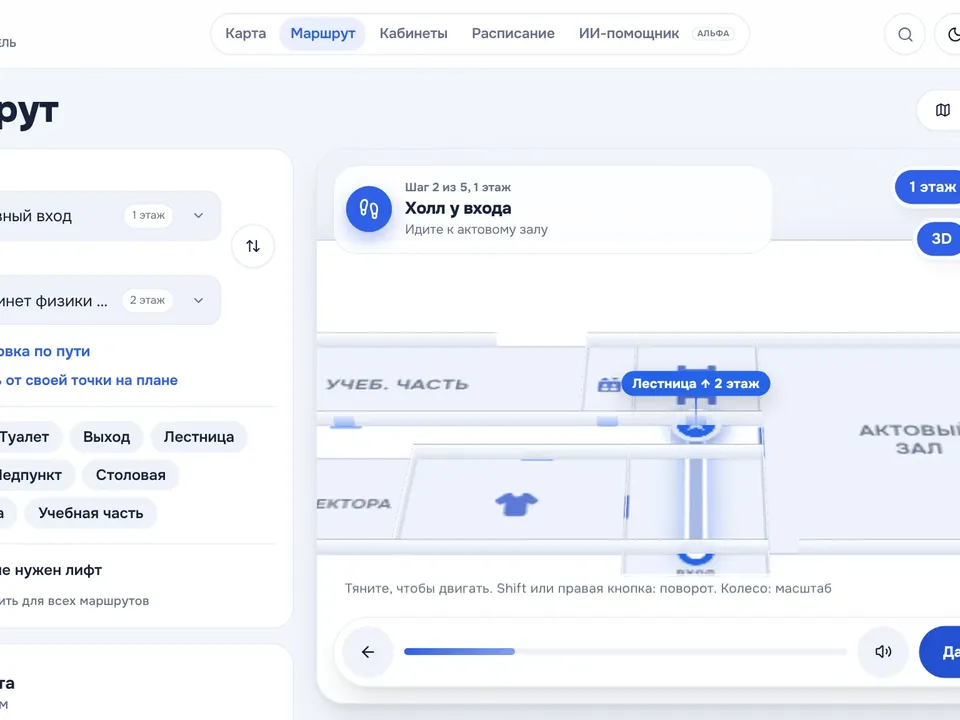 ЕЛЬ
Карта
Маршрут
Кабинеты
Расписание
ИИ-помощник
АЛЬФА
рут
вный вход
1 этаж
инет физики ...
2 этаж
овка по пути
от своей точки на плане
Туалет
Выход
Лестница
едпункт
Столовая
а
Учебная часть
е нужен лифт
ить для всех маршрутов
та
м
Шаг 2 из 5, 1 этаж
Холл у входа
Идите к актовому залу
1 этаж
3D
УЧЕБ. ЧАСТЬ
Лестница ↑ 2 этаж
АКТОВЫЙ
ЗАЛ
ЕКТОРА
Тяните, чтобы двигать. Shift или правая кнопка: поворот. Колесо: масштаб
Да